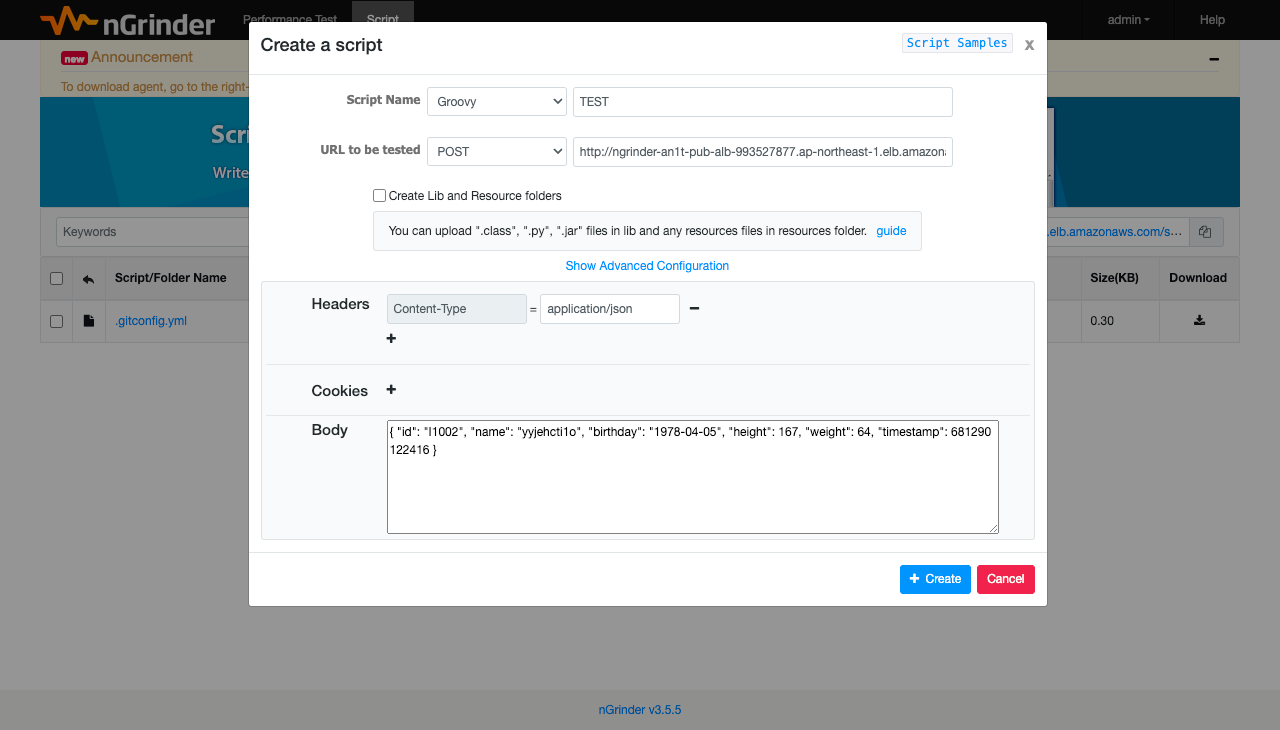 nGrinder
Performance Test
Script
admin
Help
Create a script
Script Samples
x
new Announcement
To download agent, go to the right-
Script Name
Groovy
TEST
URL to be tested
POST
http://ngrinder-an1t-pub-alb-993527877.ap-northeast-1.elb.amazona
Create Lib and Resource folders
You can upload ".class", ".py", ".jar" files in lib and any resources files in resources folder. guide
Show Advanced Configuration
Scri
Write
Keywords
.elb.amazonaws.com/s...
Script/Folder Name
Size(KB)
Download
.gitconfig.yml
0.30
Headers
Content-Type = application/json
Cookies
Body
{ "id": "I1002", "name": "yyjehcti1o", "birthday": "1978-04-05", "height": 167, "weight": 64, "timestamp": 681290
122416 }
+ Create
Cancel
nGrinder v3.5.5